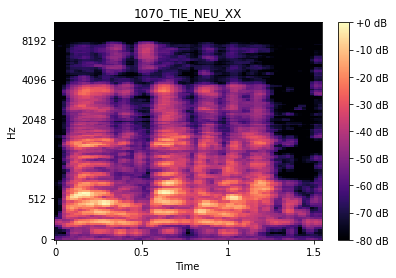 1070_TIE_NEU_XX
+0 dB
8192
-10 dB
4096
-20 dB
-30 dB
2048
-40 dB
Hz
1024
-50 dB
-60 dB
512
-70 dB
0
-80 dB
0
0.5
1
1.5
Time